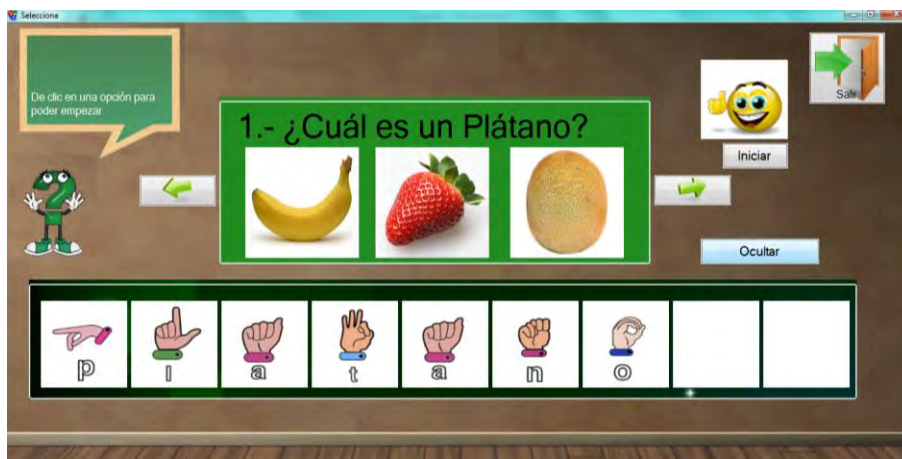 Selecciona
De clic en una opción para
poder empezar
Salir
1.- ¿Cuál es un Plátano?
Iniciar
Ocultar
p l a t a n o